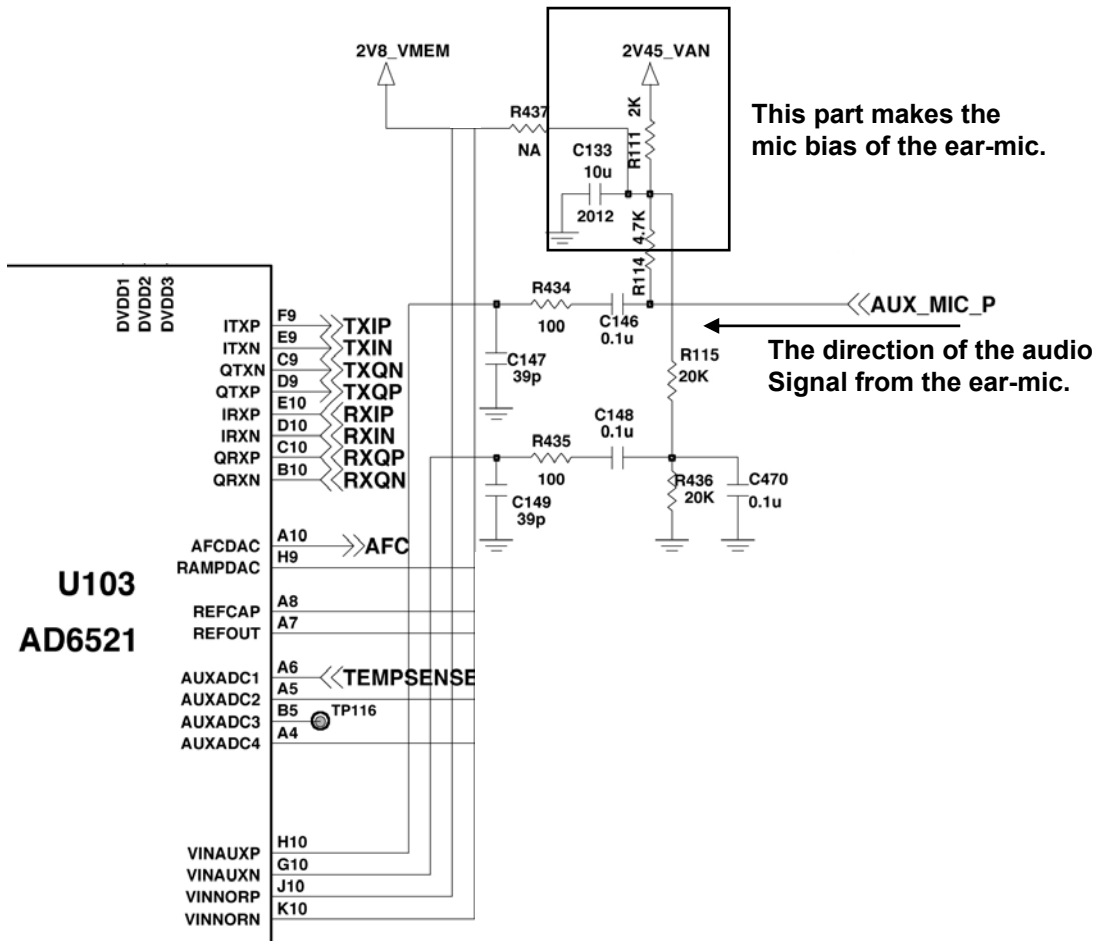 2V8_VMEM
2V45_VAN
R437
NA
2K
R111
C133
10u
2012
4.7K
R114
This part makes the
mic bias of the ear-mic.
DVDD1
DVDD2
DVDD3
R434
100
C146
0.1u
AUX_MIC_P
C147
39p
R115
20K
The direction of the audio
Signal from the ear-mic.
ITXP F9 TXIP
ITXN E9 TXIN
QTXN C9 TXQN
QTXP D9 TXQP
IRXP E10 RXIP
IRXN D10 RXIN
QRXP C10 RXQP
QRXN B10 RXQN
C148
0.1u
R435
100
C149
39p
R436
20K
C470
0.1u
AFCDAC A10 AFC
RAMPDAC H9
U103
AD6521
REFCAP A8
REFOUT A7
AUXADC1 A6 TEMPSENSE
AUXADC2 A5
AUXADC3 B5 TP116
AUXADC4 A4
VINAUXP H10
VINAUXN G10
VINNORP J10
VINNORN K10